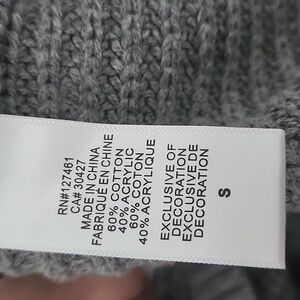 RN#127461
CA# 30427
MADE IN CHINA
FABRIQUÉ EN CHINE
60% COTTON
40% ACRYLIC
60% COTON
40% ACRYLIQUE
EXCLUSIVE OF
DECORATION
EXCLUSIVE DE
DECORATION
S